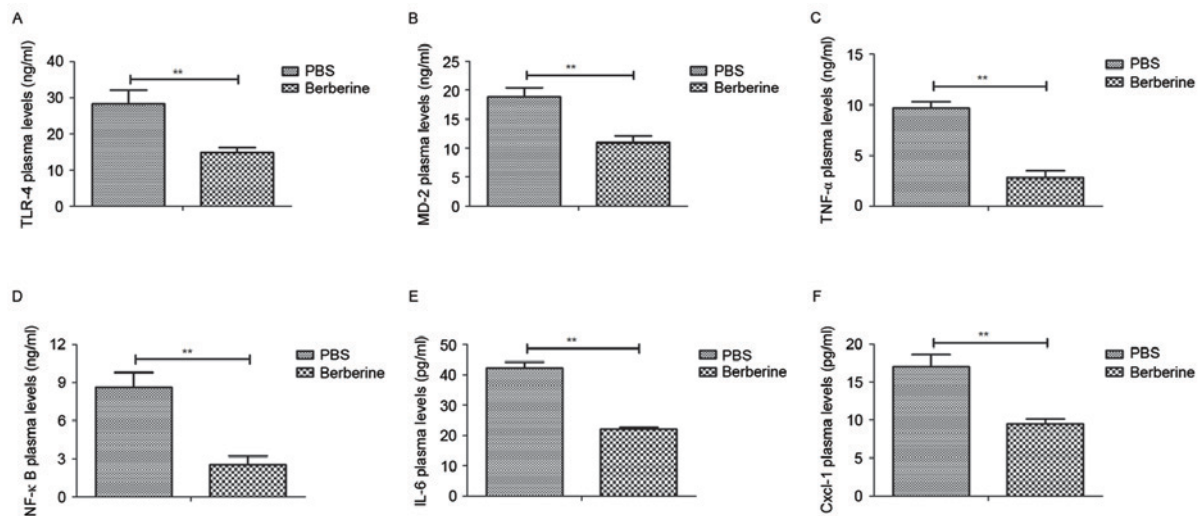 A
TLR-4 plasma levels (ng/ml)
40
30
20
10
0
**
PBS
Berberine
B
MD-2 plasma levels (ng/ml)
25
20
15
10
5
0
**
PBS
Berberine
C
TNF-α plasma levels (ng/ml)
15
10
5
0
**
PBS
Berberine
D
NF-κ B plasma levels (ng/ml)
12
9
6
3
0
**
PBS
Berberine
E
IL-6 plasma levels (pg/ml)
50
40
30
20
10
0
**
PBS
Berberine
F
Cxcl-1 plasma levels (pg/ml)
20
15
10
5
0
**
PBS
Berberine